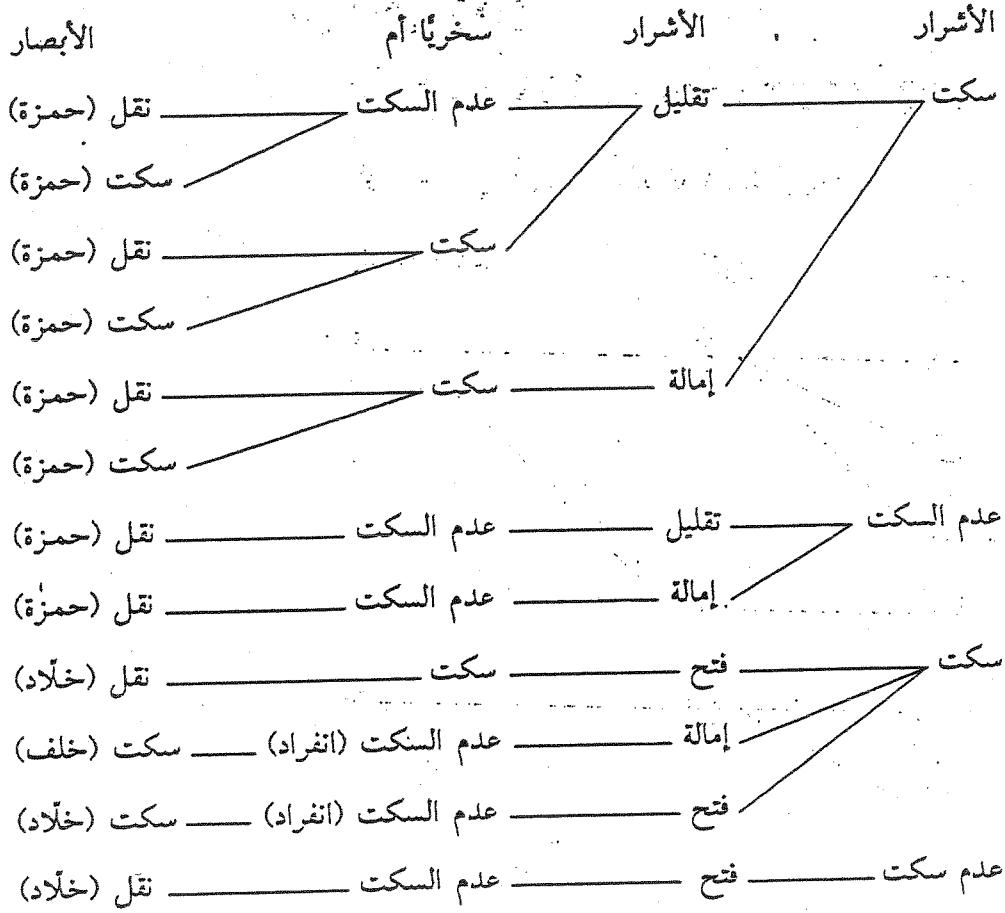 الأشرار الأشرار سُخريًّا أم الأبصار
سكت تقليل عدم السكت نقل (حمزة)
سكت (حمزة)
سكت نقل (حمزة)
سكت (حمزة)
إمالة سكت نقل (حمزة)
سكت (حمزة)
عدم السكت تقليل عدم السكت نقل (حمزة)
إمالة عدم السكت نقل (حمزة)
سكت فتح سكت نقل (خلّاد)
إمالة عدم السكت (انفراد) سكت (خلف)
فتح عدم السكت (انفراد) سكت (خلّاد)
عدم سكت فتح عدم السكت نقل (خلّاد)